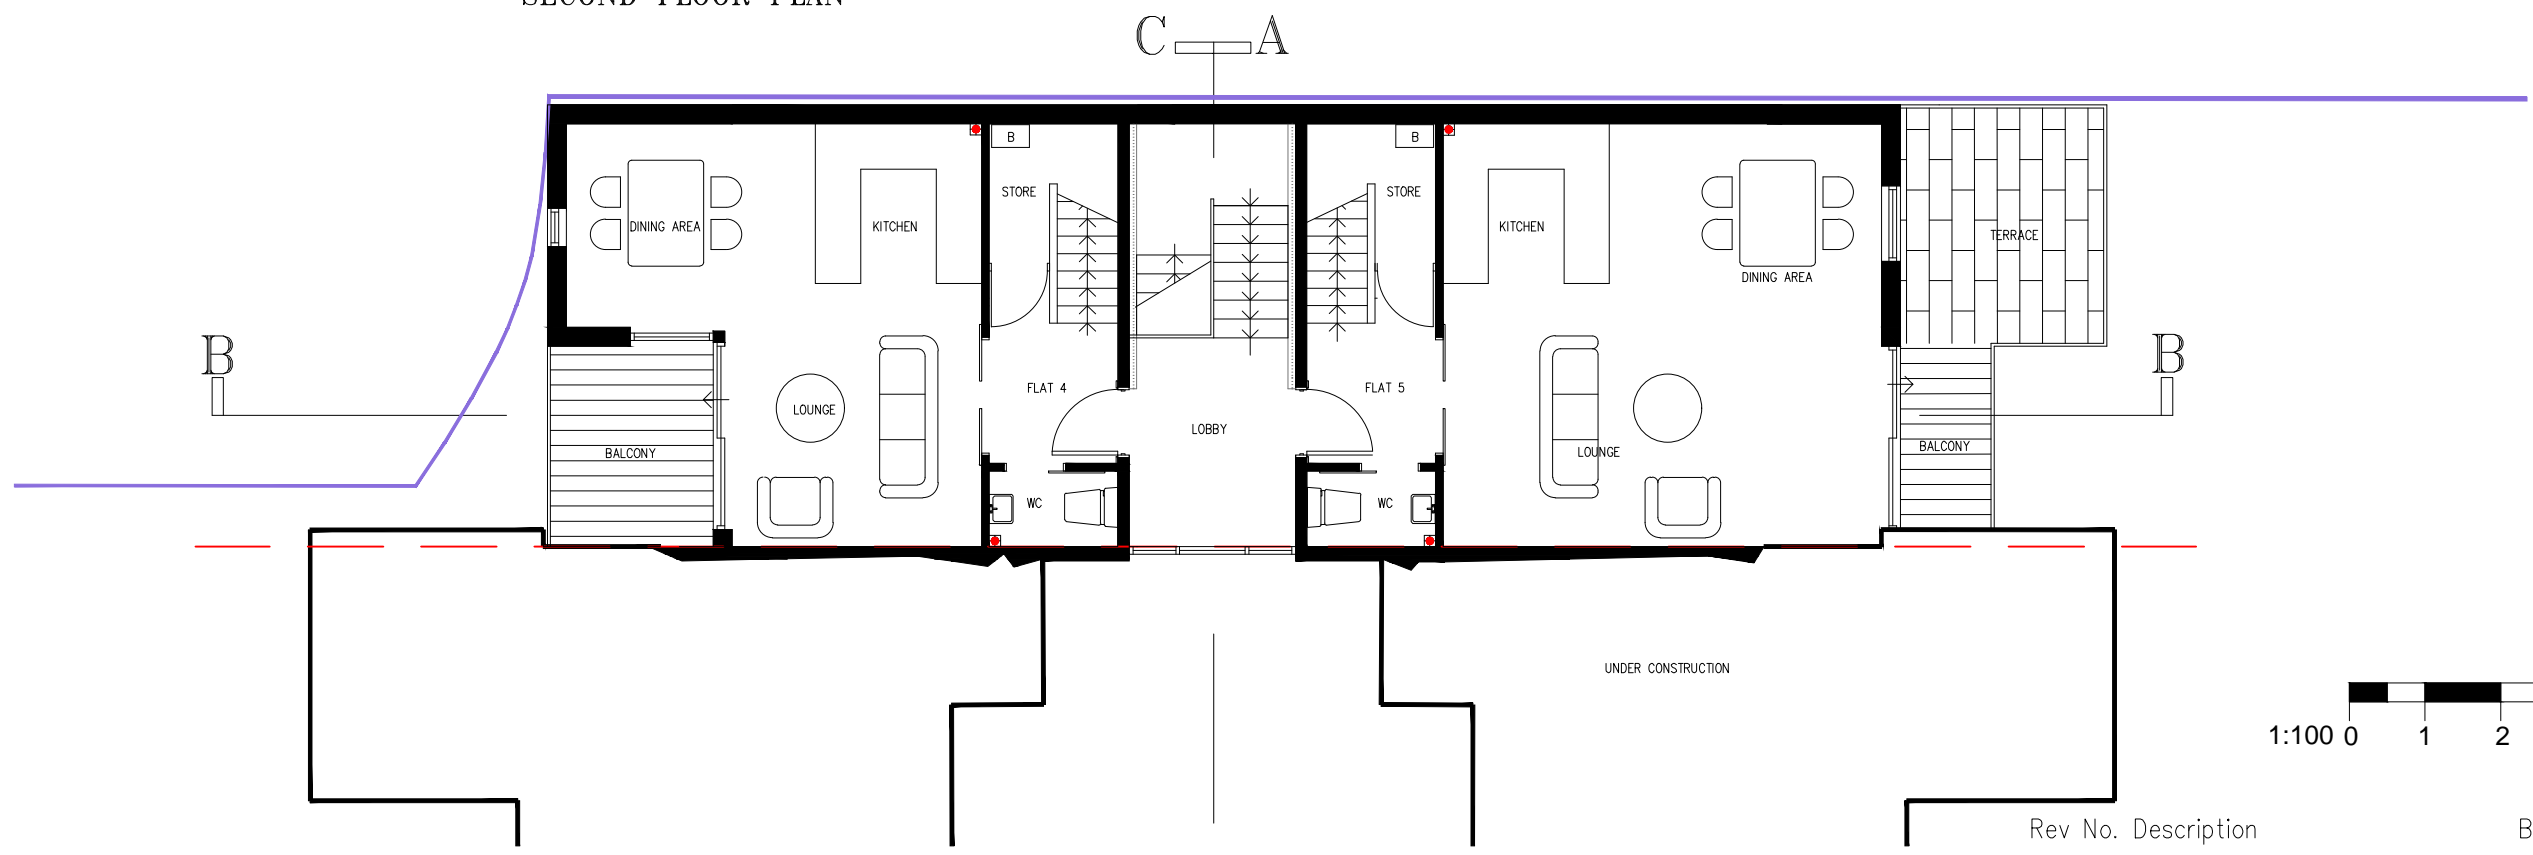 SECOND FLOOR PLAN
C A
B B
STORE STORE
DINING AREA KITCHEN KITCHEN TERRACE
DINING AREA
B B
FLAT 4 FLAT 5
LOUNGE
LOBBY
BALCONY LOUNGE BALCONY
WC WC
UNDER CONSTRUCTION
1:100 0 1 2
Rev No. Description B